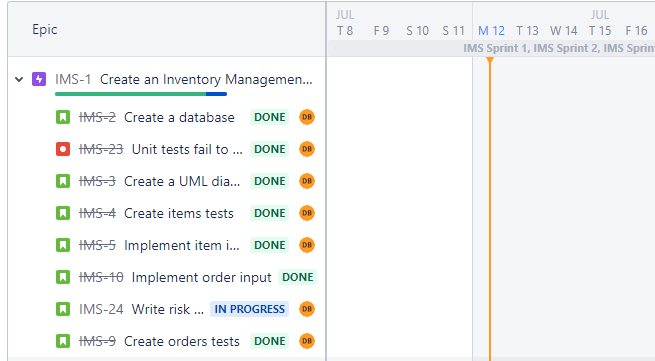 Epic
JUL JUL
T 8 F 9 S 10 S 11 M 12 T 13 W 14 T 15 F 16
IMS Sprint 1, IMS Sprint 2, IMS Sprin
IMS-1 Create an Inventory Managemen...
IMS-2 Create a database DONE DB
IMS-23 Unit tests fail to ... DONE DB
IMS-3 Create a UML dia... DONE DB
IMS-4 Create items tests DONE DB
IMS-5 Implement item i... DONE DB
IMS-10 Implement order input DONE
IMS-24 Write risk ... IN PROGRESS DB
IMS-9 Create orders tests DONE DB